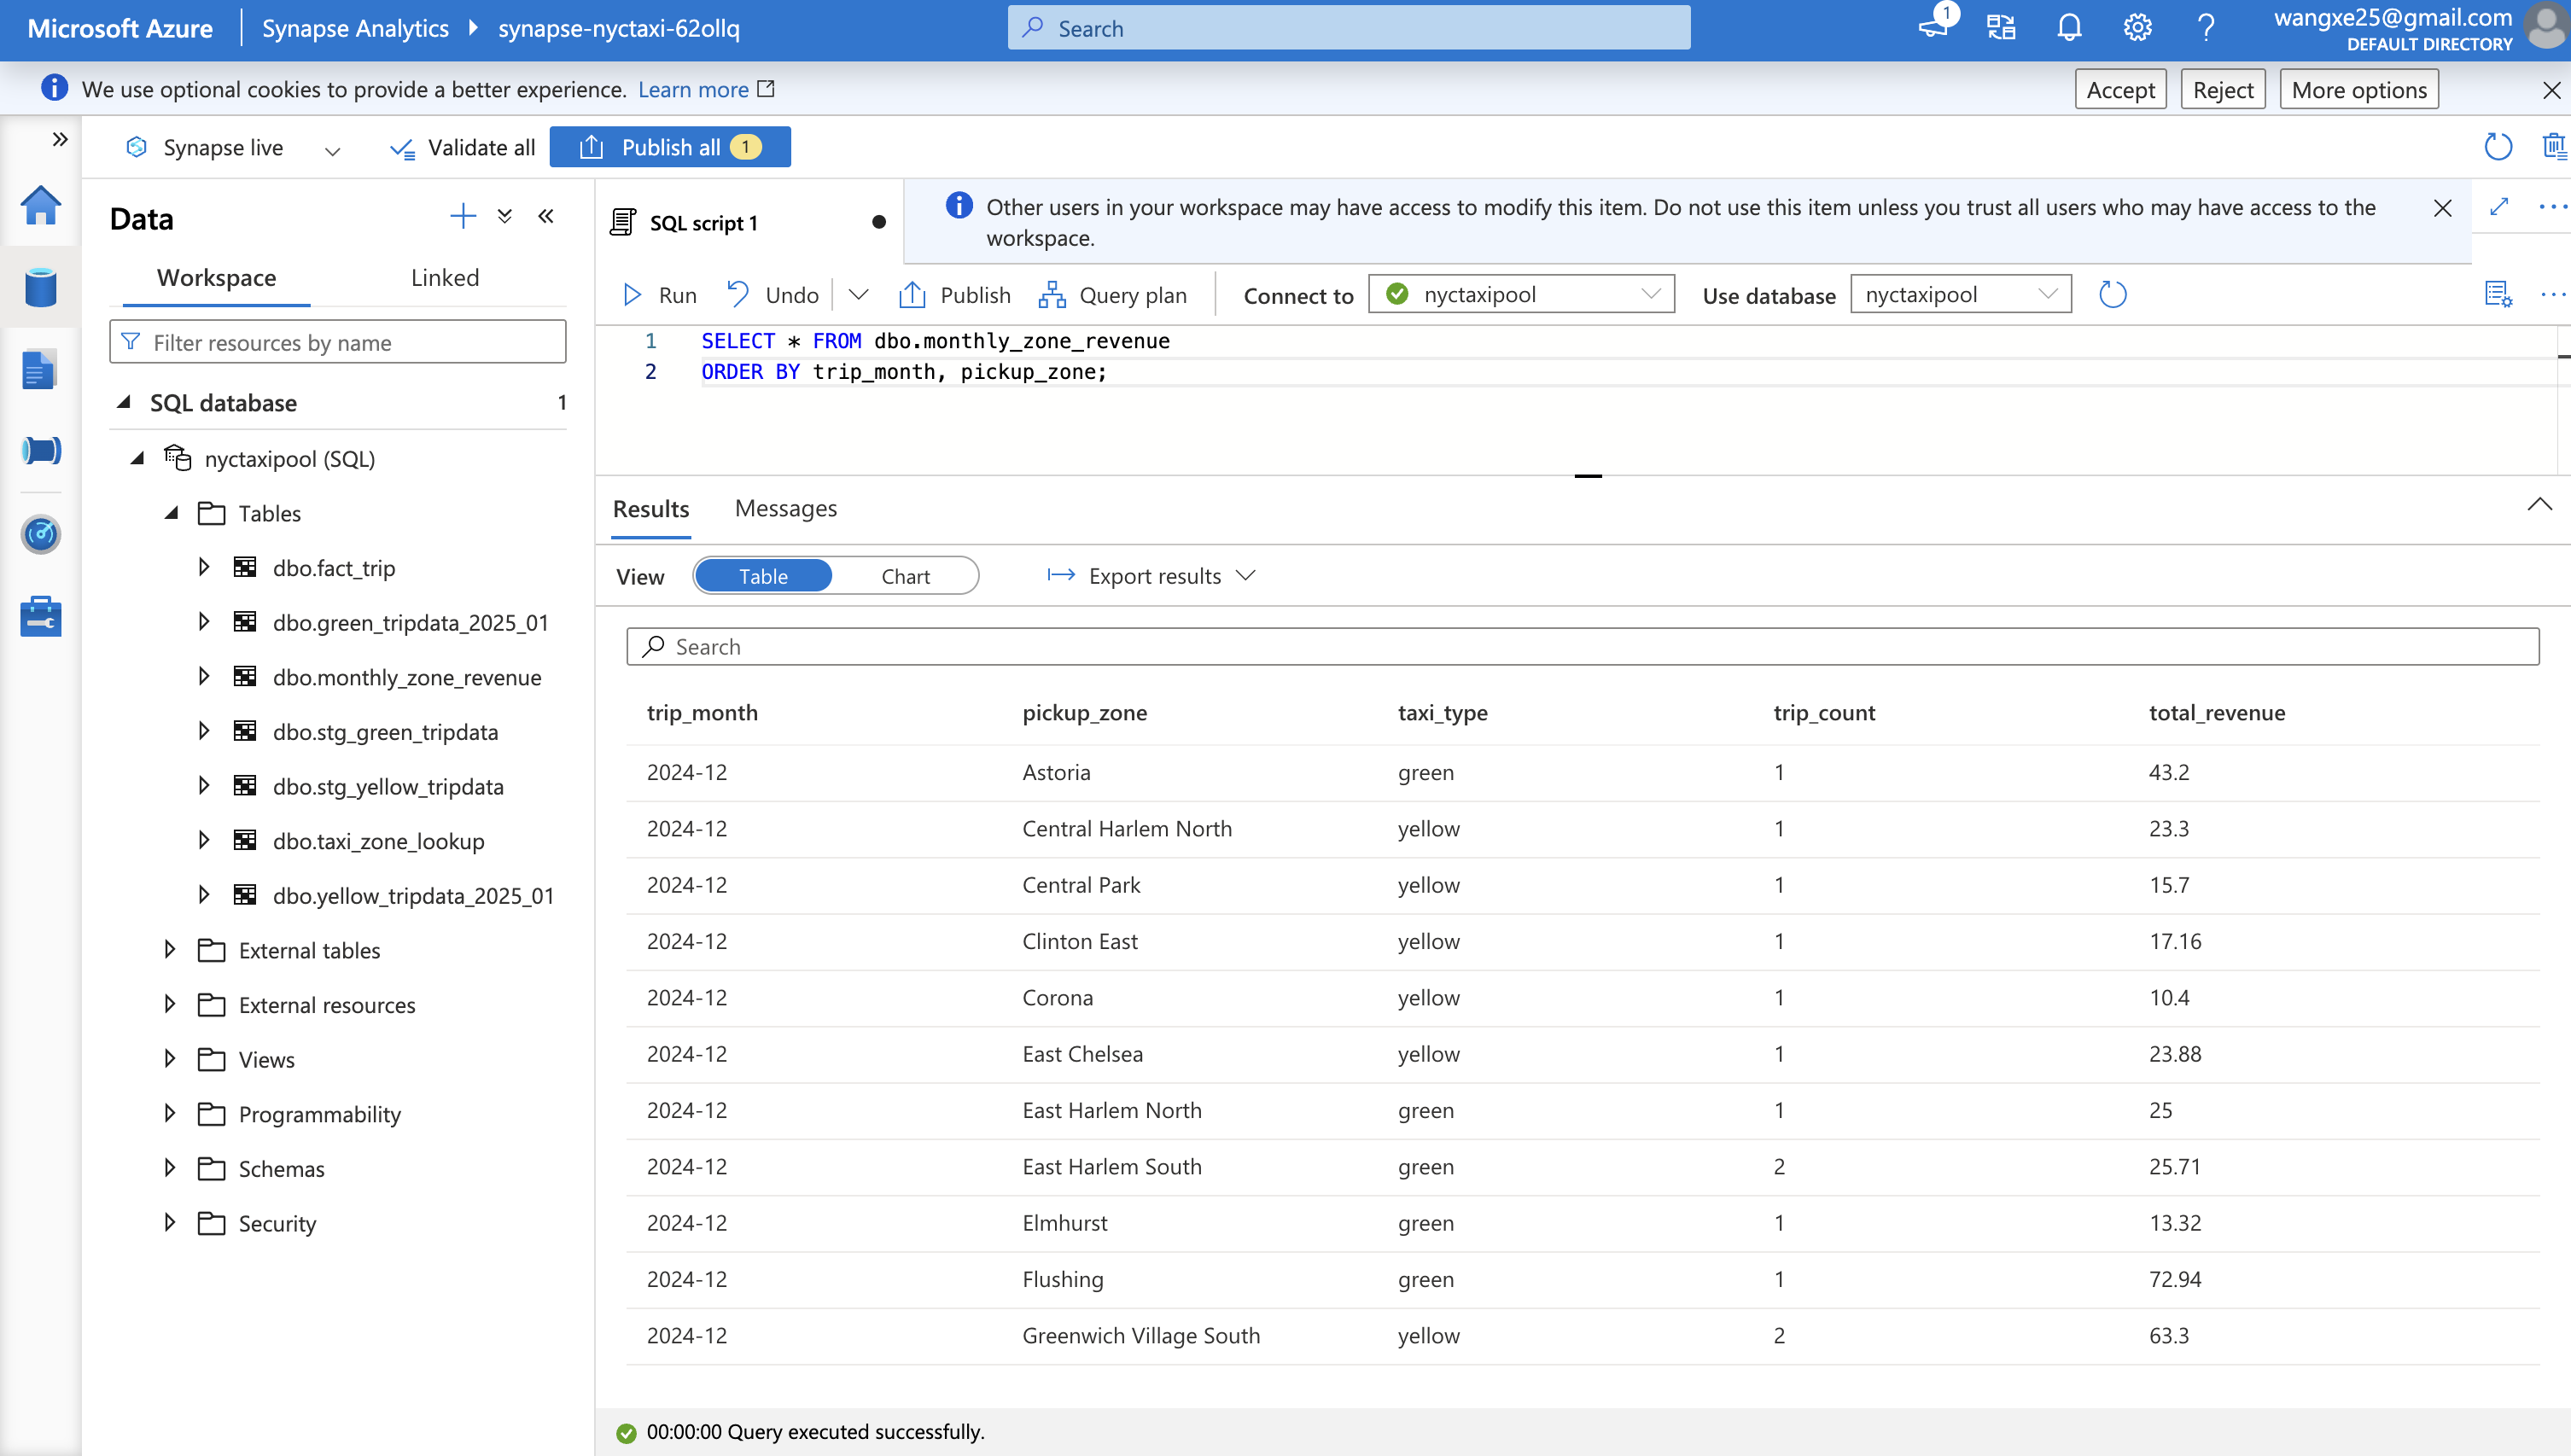 Microsoft Azure
Synapse Analytics
synapse-nyctaxi-62ollq
Search
1
wangxe25@gmail.com
DEFAULT DIRECTORY
We use optional cookies to provide a better experience. Learn more
Accept
Reject
More options
Synapse live
Validate all
Publish all 1
Data
Workspace
Linked
Filter resources by name
SQL database 1
nyctaxipool (SQL)
Tables
dbo.fact_trip
dbo.green_tripdata_2025_01
dbo.monthly_zone_revenue
dbo.stg_green_tripdata
dbo.stg_yellow_tripdata
dbo.taxi_zone_lookup
dbo.yellow_tripdata_2025_01
External tables
External resources
Views
Programmability
Schemas
Security
SQL script 1
Other users in your workspace may have access to modify this item. Do not use this item unless you trust all users who may have access to the
workspace.
Run
Undo
Publish
Query plan
Connect to
nyctaxipool
Use database
nyctaxipool
1 SELECT * FROM dbo.monthly_zone_revenue
2 ORDER BY trip_month, pickup_zone;
Results
Messages
View
Table
Chart
Export results
Search
trip_month pickup_zone taxi_type trip_count total_revenue
2024-12 Astoria green 1 43.2
2024-12 Central Harlem North yellow 1 23.3
2024-12 Central Park yellow 1 15.7
2024-12 Clinton East yellow 1 17.16
2024-12 Corona yellow 1 10.4
2024-12 East Chelsea yellow 1 23.88
2024-12 East Harlem North green 1 25
2024-12 East Harlem South green 2 25.71
2024-12 Elmhurst green 1 13.32
2024-12 Flushing green 1 72.94
2024-12 Greenwich Village South yellow 2 63.3
00:00:00 Query executed successfully.